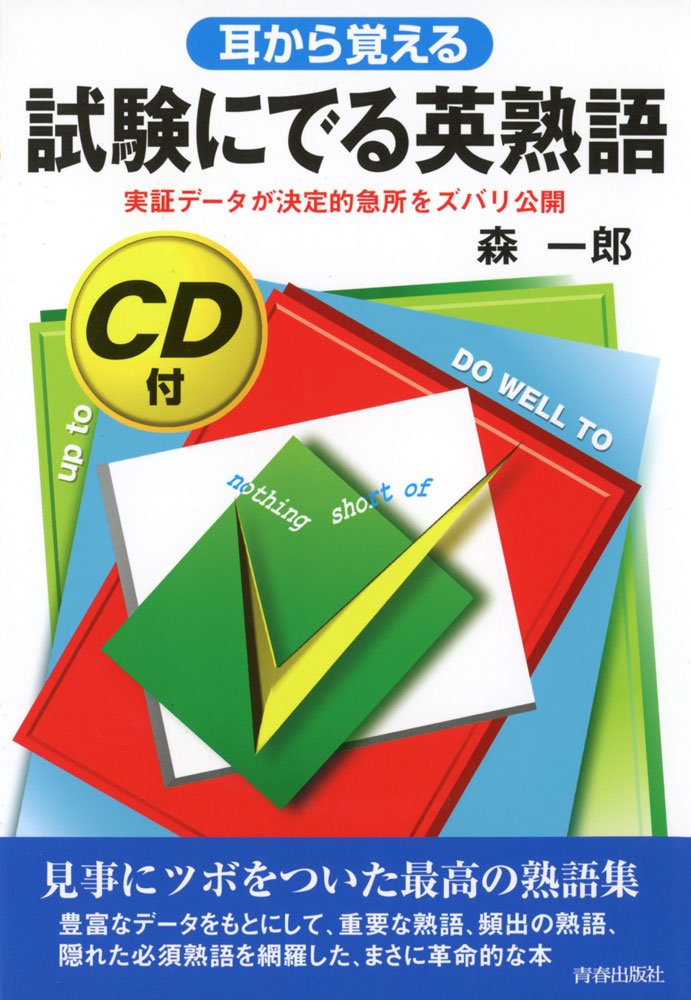 耳から覚える
試験にでる英熟語
実証データが決定的急所をズバリ公開
森 一郎
CD
付
DO WELL TO
up to
nothing short of
見事にツボをついた最高の熟語集
豊富なデータをもとにして、重要な熟語、頻出の熟語、
隠れた必須熟語を網羅した、まさに革命的な本
青春出版社